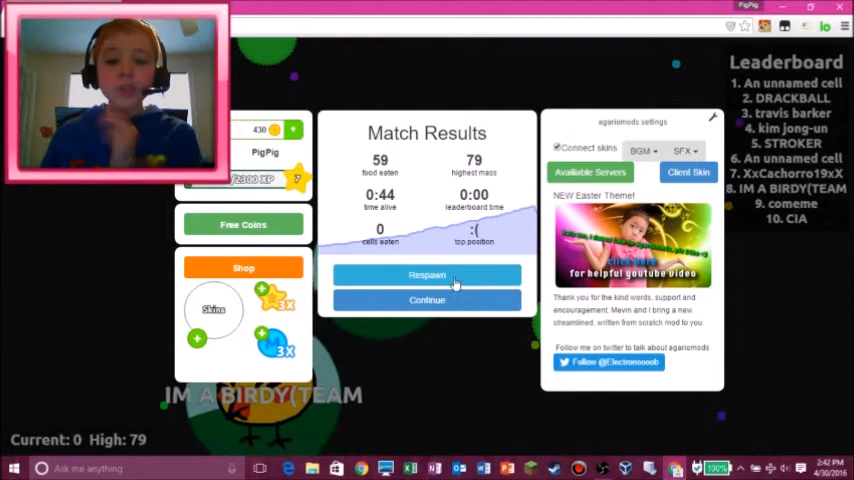 PigPig
Leaderboard
1. An unnamed cell
2. DRACKBALL
3. travis barker
4. kim jong-un
5. STROKER
6. An unnamed cell
7. XxCachorro19xX
8. IM A BIRDY(TEAM
9. comeme
10. CIA
430
PigPig
/2300 XP
7
Free Coins
Shop
Skins
3X
3X
Match Results
59
food eaten
79
highest mass
0:44
time alive
0:00
leaderboard time
0
cells eaten
:(
top position
Respawn
Continue
agariomods settings
Connect skins
BGM
SFX
Available Servers
Client Skin
NEW Easter Theme!
click here
for helpful youtube video
Thank you for the kind words, support and
encouragement. Mevin and I bring a new
streamlined, written from scratch mod to you.
Follow me on twitter to talk about agariomods
Follow @Electronoooob
IM A BIRDY(TEAM
Current: 0 High: 79
Ask me anything
100%
2:42 PM
4/30/2016